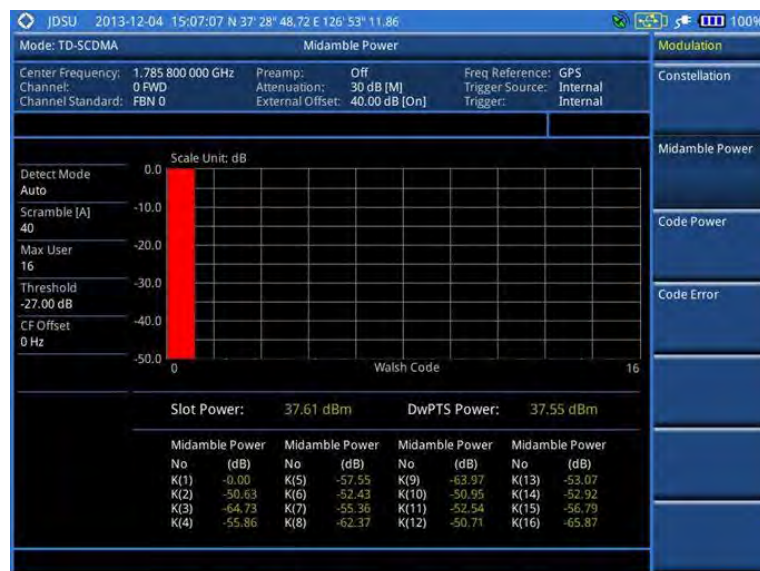 JDSU 2013-12-04 15:07:07 N 37' 28" 48.72 E 126' 53" 11.86 100%
Mode: TD-SCDMA Midamble Power Modulation
Center Frequency: 1.785 800 000 GHz Preamp: Off Freq Reference: GPS
Channel: 0 FWD Attenuation: 30 dB [M] Trigger Source: Internal
Channel Standard: FBN 0 External Offset: 40.00 dB [On] Trigger: Internal
Constellation
Midamble Power
Code Power
Code Error
Detect Mode
Auto
Scramble [A]
40
Max User
16
Threshold
-27.00 dB
CF Offset
0 Hz
Scale Unit: dB
0.0
-10.0
-20.0
-30.0
-40.0
-50.0
0 Walsh Code 16
Slot Power: 37.61 dBm DwPTS Power: 37.55 dBm
Midamble Power Midamble Power Midamble Power Midamble Power
No (dB) No (dB) No (dB) No (dB)
K(1) -0.00 K(5) -57.55 K(9) -63.97 K(13) -53.07
K(2) -50.63 K(6) -52.43 K(10) -50.95 K(14) -52.92
K(3) -64.73 K(7) -55.36 K(11) -52.54 K(15) -56.79
K(4) -55.86 K(8) -62.37 K(12) -50.71 K(16) -65.87